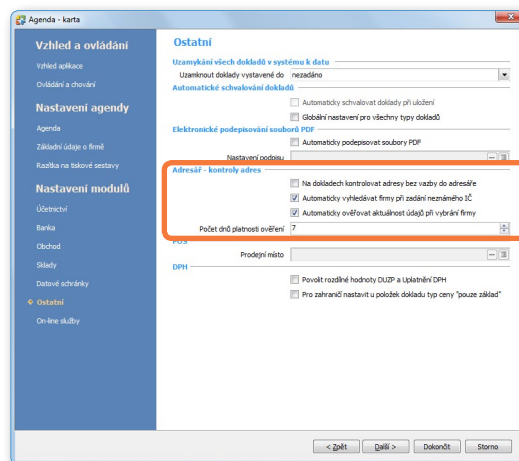 Agenda - karta
Vzhled a ovládání
Vzhled aplikace
Ovládání a chování
Nastavení agendy
Agenda
Základní údaje o firmě
Razítka na tiskové sestavy
Nastavení modulů
Účetnictví
Banka
Obchod
Sklady
Datové schránky
Ostatní
On-line služby
Ostatní
Uzamykání všech dokladů v systému k datu
Uzamknout doklady vystavené do nezadáno
Automatické schvalování dokladů
Automaticky schvalovat doklady při uložení
Globální nastavení pro všechny typy dokladů
Elektronické podepisování souborů PDF
Automaticky podepisovat soubory PDF
Nastavení podpisu
Adresář - kontroly adres
Na dokladech kontrolovat adresy bez vazby do adresáře
Automaticky vyhledávat firmy při zadání neznámého IČ
Automaticky ověřovat aktuálnost údajů při vybrání firmy
Počet dnů platnosti ověření 7
POS
Prodejní místo
DPH
Povolit rozdílné hodnoty DUZP a Uplatnění DPH
Pro zahraničí nastavit u položek dokladu typ ceny "pouze základ"
< Zpět Další > Dokončit Storno